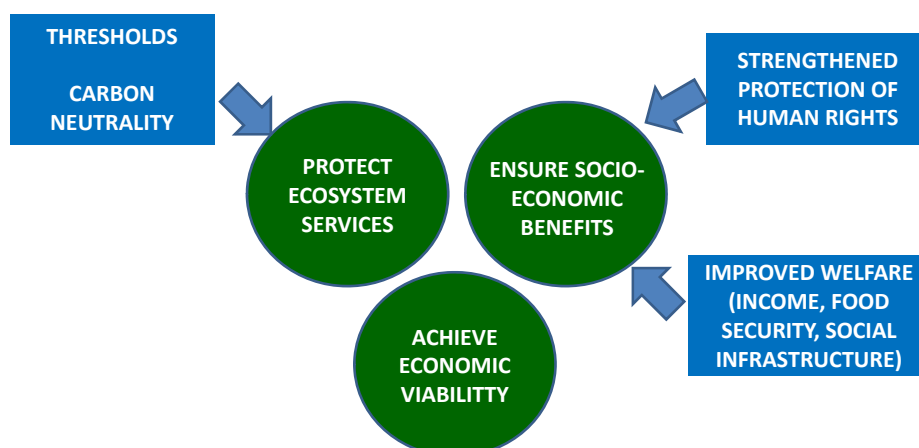 THRESHOLDS
CARBON
NEUTRALITY
STRENGTHENED
PROTECTION OF
HUMAN RIGHTS
PROTECT
ECOSYSTEM
SERVICES
ENSURE SOCIO-
ECONOMIC
BENEFITS
IMPROVED WELFARE
(INCOME, FOOD
SECURITY, SOCIAL
INFRASTRUCTURE)
ACHIEVE
ECONOMIC
VIABILITTY